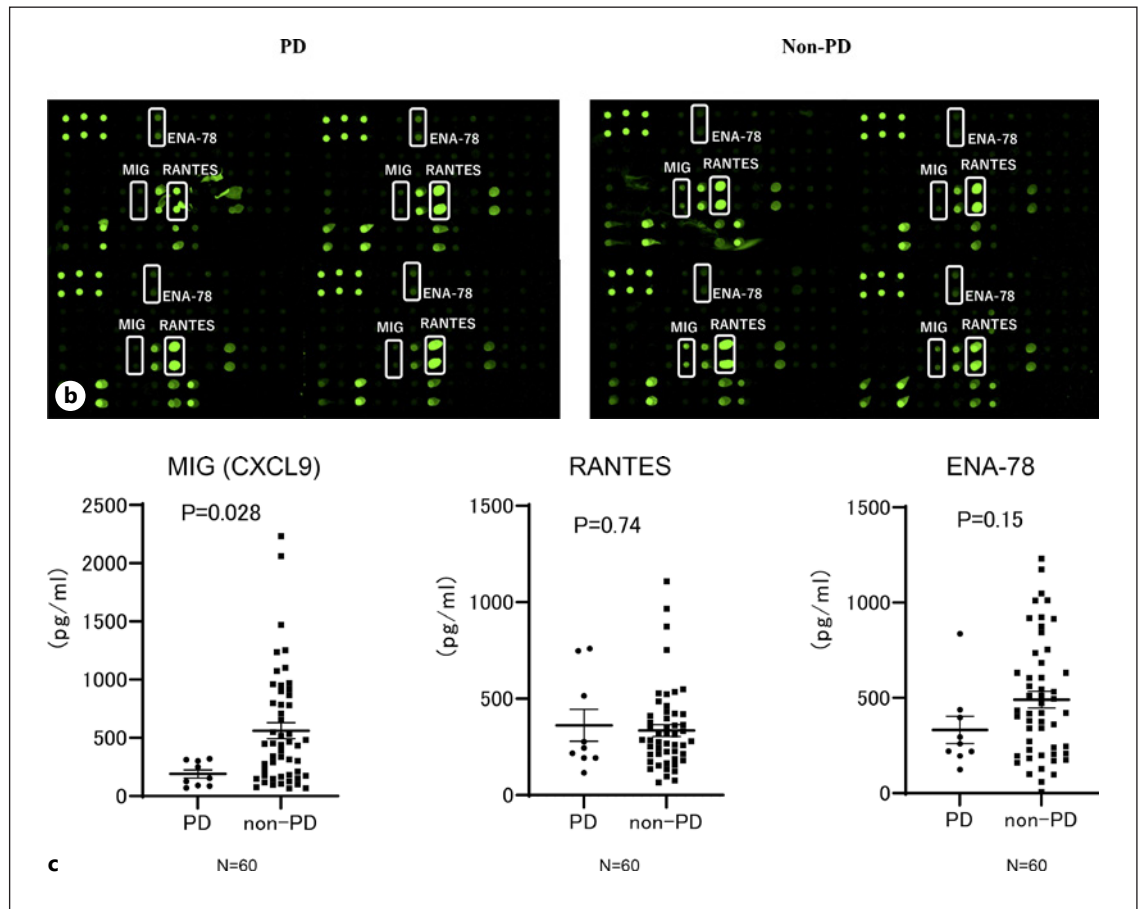 PD Non-PD
ENA-78 ENA-78 ENA-78 ENA-78
MIG RANTES MIG RANTES MIG RANTES MIG RANTES
ENA-78 ENA-78 ENA-78 ENA-78
MIG RANTES MIG RANTES MIG RANTES MIG RANTES
b
MIG (CXCL9)
P=0.028
2500
2000
1500
1000
500
0
(pg/ml)
PD non-PD
N=60
RANTES
P=0.74
1500
1000
500
0
(pg/ml)
PD non-PD
N=60
ENA-78
P=0.15
1500
1000
500
0
(pg/ml)
PD non-PD
N=60
c